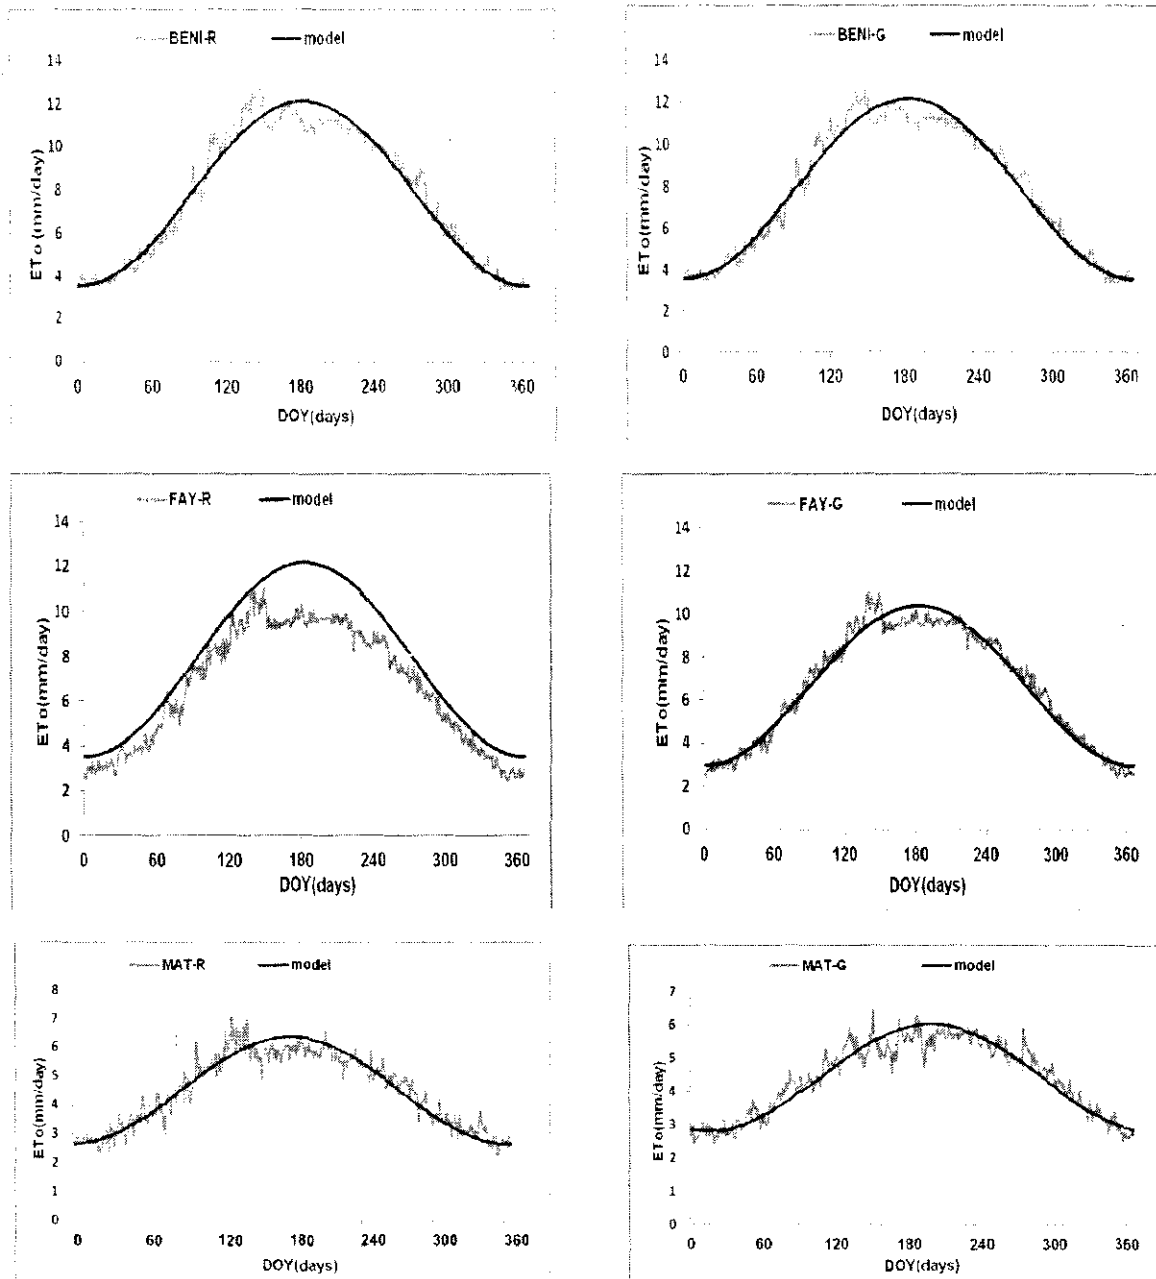 BENI-R model
14
12
10
8
6
4
2
0
ETo (mm/day)
0 60 120 180 240 300 360
DOY(days)
BENI-G model
14
12
10
8
6
4
2
0
ETo(mm/day)
0 60 120 180 240 300 360
DOY(days)
FAY-R model
14
12
10
8
6
4
2
0
ETo(mm/day)
0 60 120 180 240 300 360
DOY(days)
FAY-G model
14
12
10
8
6
4
2
0
ETo(mm/day)
0 60 120 180 240 300 360
DOY(days)
MAT-R model
8
7
6
5
4
3
2
1
0
ETo(mm/day)
0 60 120 180 240 300 360
DOY(days)
MAT-G model
7
6
5
4
3
2
1
0
ETo(mm/day)
0 60 120 180 240 300 360
DOY(days)